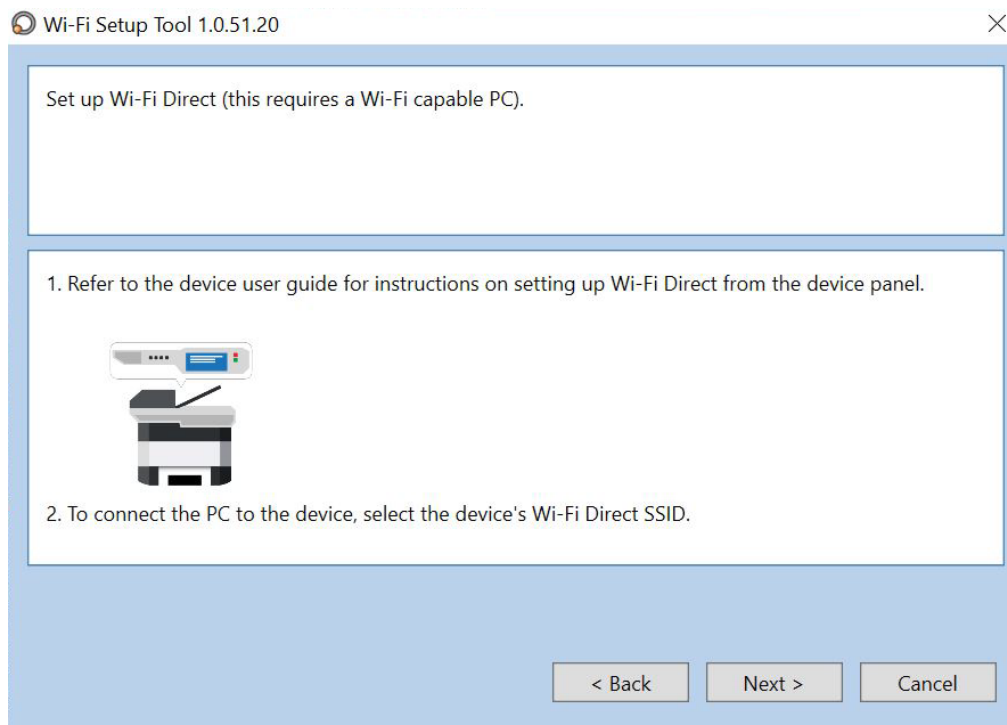 Wi-Fi Setup Tool 1.0.51.20
Set up Wi-Fi Direct (this requires a Wi-Fi capable PC).
1. Refer to the device user guide for instructions on setting up Wi-Fi Direct from the device panel.
2. To connect the PC to the device, select the device's Wi-Fi Direct SSID.
< Back
Next >
Cancel